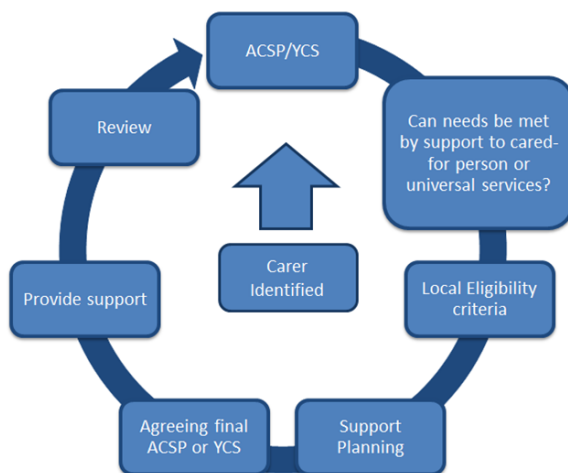 ACSP/YCS
Can needs be met
by support to cared-
for person or
universal services?
Local Eligibility
criteria
Support
Planning
Agreeing final
ACSP or YCS
Provide support
Review
Carer
Identified